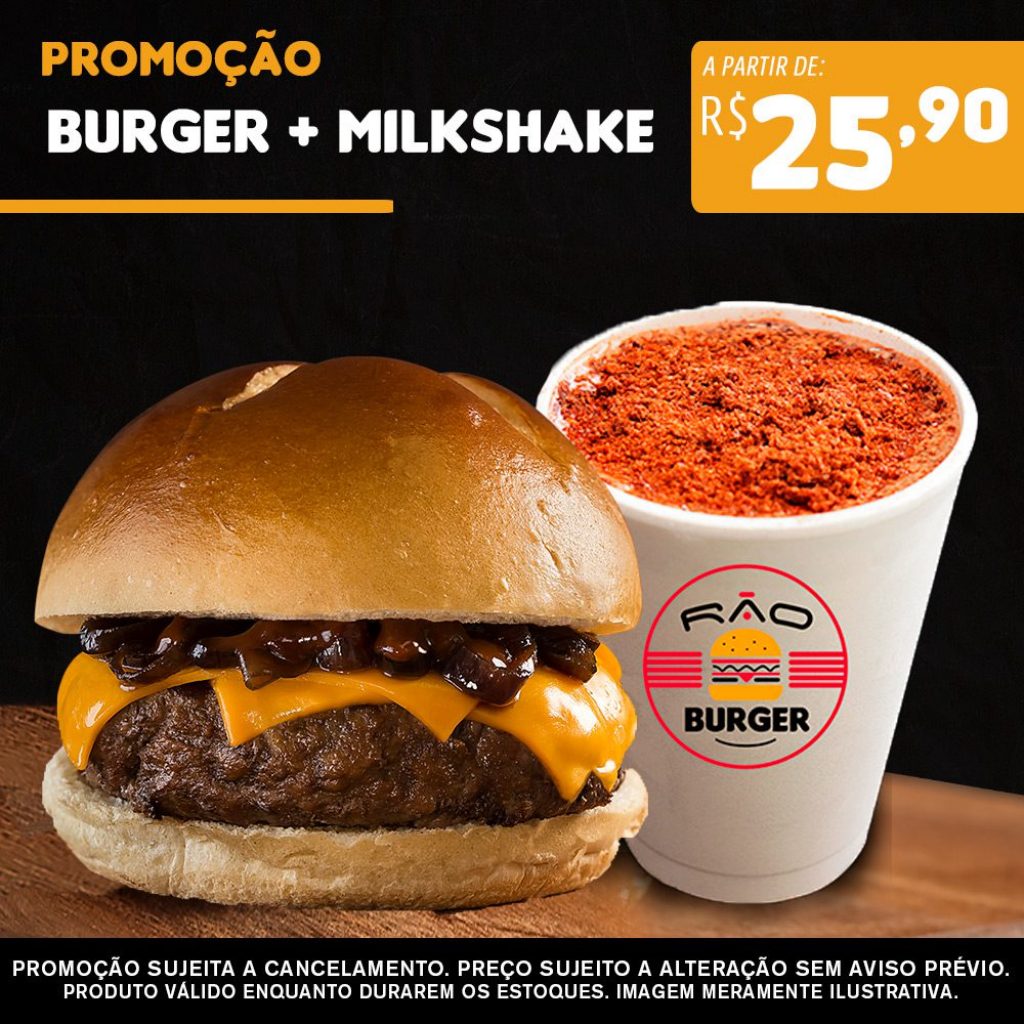 PROMOÇÃO
BURGER + MILKSHAKE
A PARTIR DE:
R$25,90
RÃO
BURGER
PROMOÇÃO SUJEITA A CANCELAMENTO. PREÇO SUJEITO A ALTERAÇÃO SEM AVISO PRÉVIO.
PRODUTO VÁLIDO ENQUANTO DURAREM OS ESTOQUES. IMAGEM MERAMENTE ILUSTRATIVA.